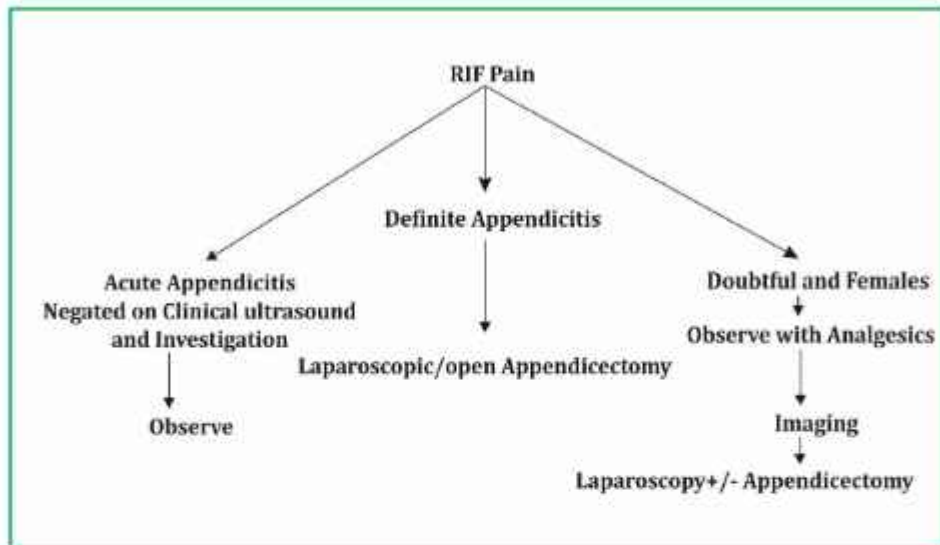 RIF Pain
Definite Appendicitis
Acute Appendicitis
Negated on Clinical ultrasound
and Investigation
Doubtful and Females
Observe with Analgesics
Laparoscopic/open Appendicectomy
Observe
Imaging
Laparoscopy+/- Appendicectomy